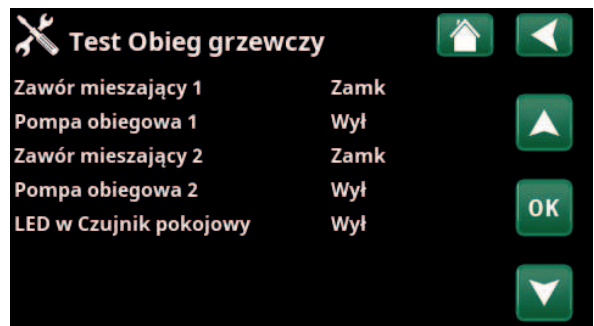 Test Obieg grzewczy
Zawór mieszający 1 Zamk
Pompa obiegowa 1 Wył
Zawór mieszający 2 Zamk
Pompa obiegowa 2 Wył
LED w Czujnik pokojowy Wył
OK